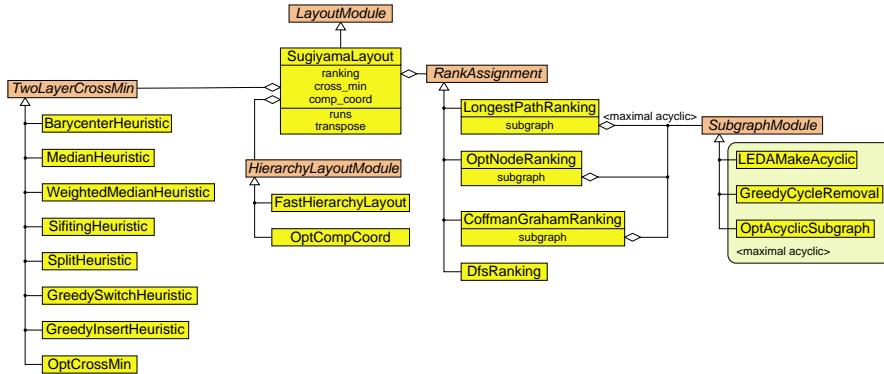 LayoutModule
SugiyamaLayout
ranking
cross_min
comp_coord
runs
transpose
TwoLayerCrossMin
BarycenterHeuristic
MedianHeuristic
WeightedMedianHeuristic
SifitingHeuristic
SplitHeuristic
GreedySwitchHeuristic
GreedyInsertHeuristic
OptCrossMin
HierarchyLayoutModule
FastHierarchyLayout
OptCompCoord
RankAssignment
LongestPathRanking
subgraph
OptNodeRanking
subgraph
CoffmanGrahamRanking
subgraph
DfsRanking
<maximal acyclic>
SubgraphModule
LEDAMakeAcyclic
GreedyCycleRemoval
OptAcyclicSubgraph
<maximal acyclic>